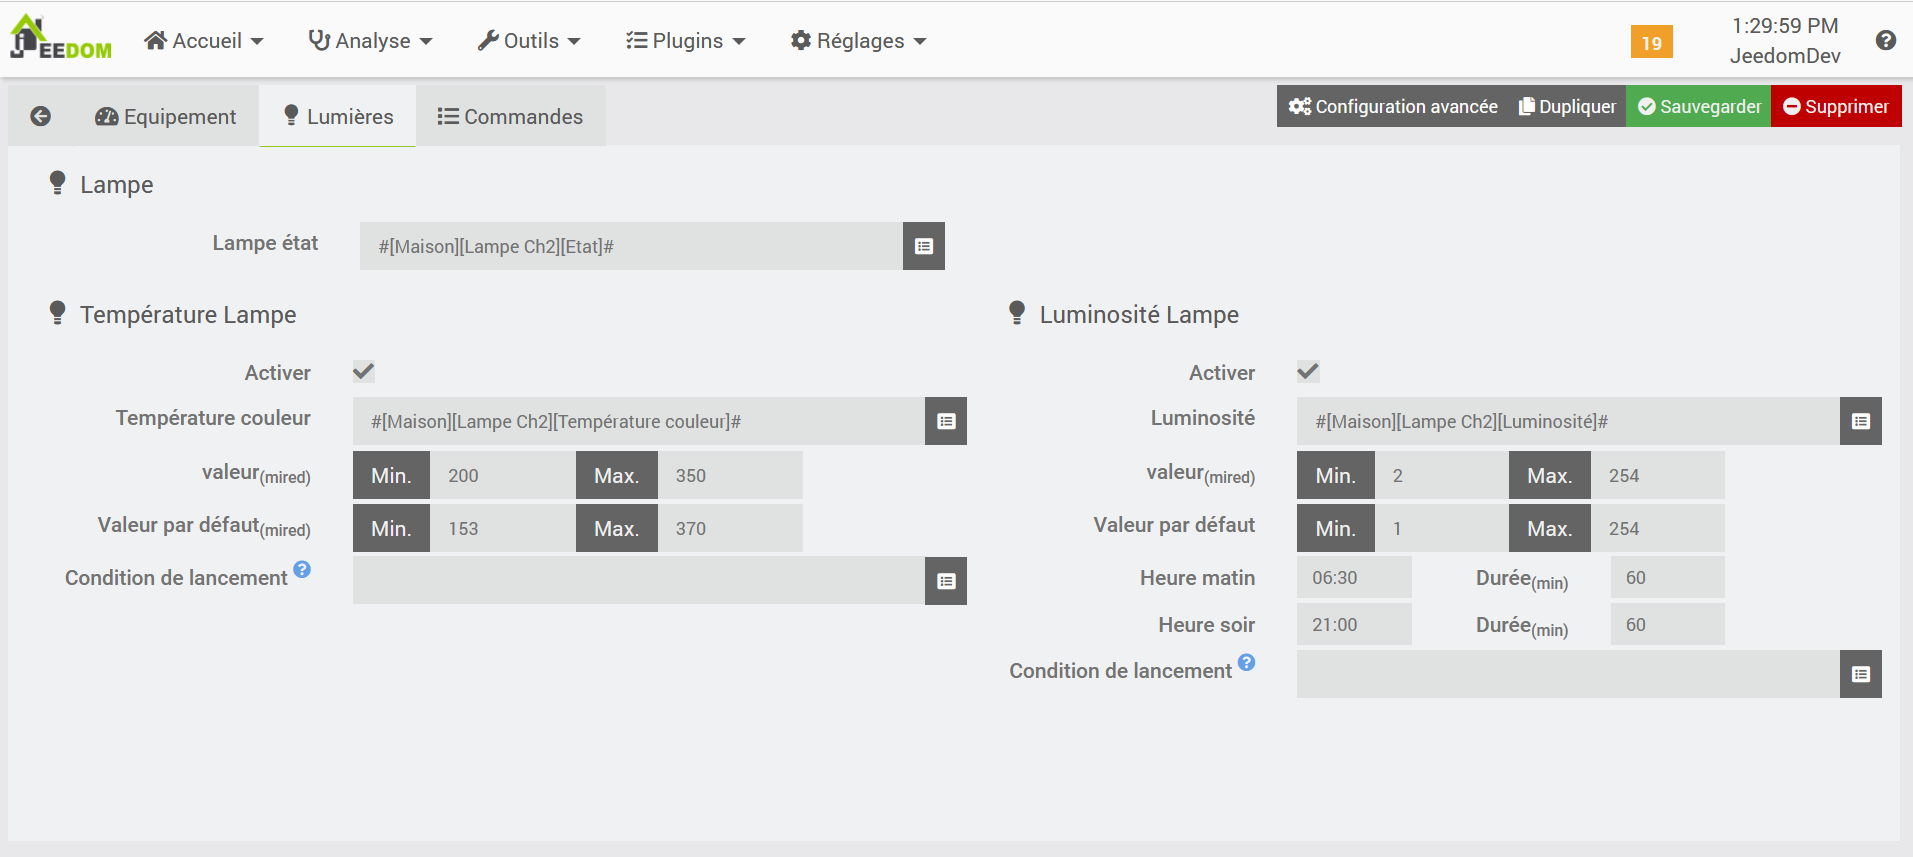 JEEDOM Accueil Analyse Outils Plugins Réglages 19 1:29:59 PM
JeedomDev
Equipement Lumières Commandes Configuration avancée Dupliquer Sauvegarder Supprimer
Lampe
Lampe état #[Maison][Lampe Ch2][Etat]#
Température Lampe
Activer
Température couleur #[Maison][Lampe Ch2][Température couleur]#
valeur(mired) Min. 200 Max. 350
Valeur par défaut(mired) Min. 153 Max. 370
Condition de lancement ?
Luminosité Lampe
Activer
Luminosité #[Maison][Lampe Ch2][Luminosité]#
valeur(mired) Min. 2 Max. 254
Valeur par défaut Min. 1 Max. 254
Heure matin 06:30 Durée(min) 60
Heure soir 21:00 Durée(min) 60
Condition de lancement ?